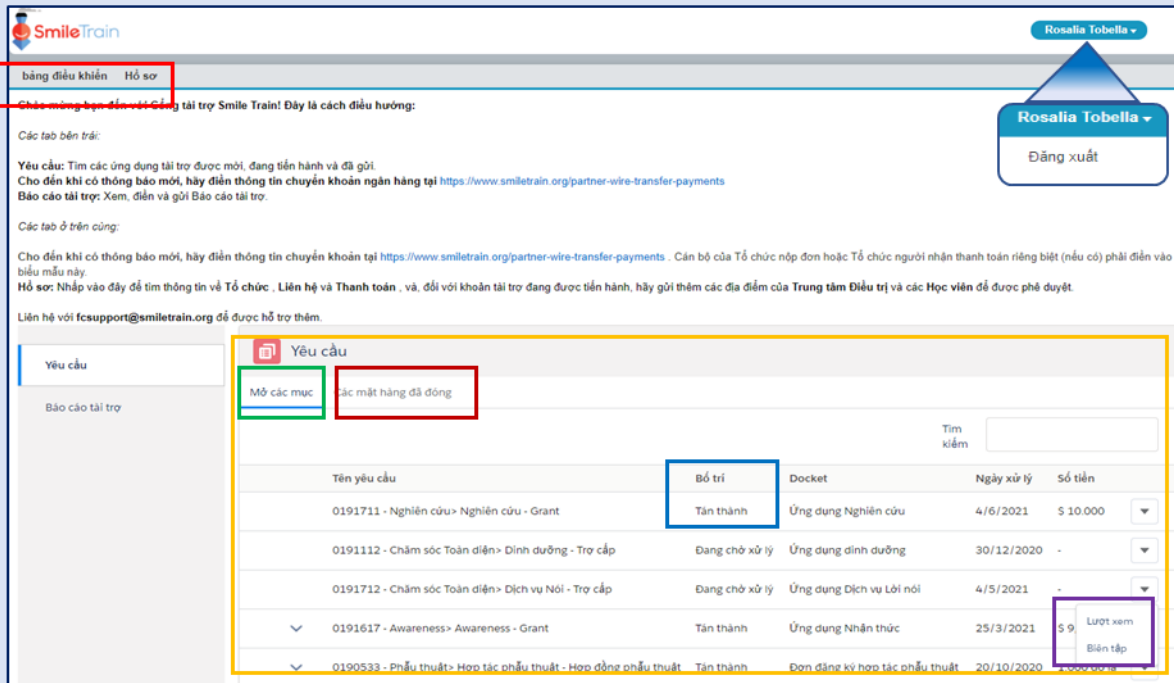 SmileTrain
Rosalia Tobella
bảng điều khiển Hồ sơ
Chào mừng bạn đến với Cổng tài trợ Smile Train! Đây là cách điều hướng:
Rosalia Tobella
Đăng xuất
Các tab bên trái:
Yêu cầu: Tìm các ứng dụng tài trợ được mới, đang tiến hành và đã gửi.
Cho đến khi có thông báo mới, hãy điền thông tin chuyển khoản ngân hàng tại https://www.smiletrain.org/partner-wire-transfer-payments
Báo cáo tài trợ: Xem, điền và gửi Báo cáo tài trợ.
Các tab ở trên cùng:
Cho đến khi có thông báo mới, hãy điền thông tin chuyển khoản tại https://www.smiletrain.org/partner-wire-transfer-payments . Cán bộ của Tổ chức nộp đơn hoặc Tổ chức người nhận thanh toán riêng biệt (nếu có) phải điền vào
biểu mẫu này.
Hồ sơ: Nhấp vào đây để tìm thông tin về Tổ chức , Liên hệ và Thanh toán , và, đối với khoản tài trợ đang được tiến hành, hãy gửi thêm các địa điểm của Trung tâm Điều trị và các Học viên để được phê duyệt.
Liên hệ với fcsupport@smiletrain.org để được hỗ trợ thêm.
Yêu cầu
Báo cáo tài trợ
Yêu cầu
Mở các mục Các mặt hàng đã đóng
Tìm
kiếm
Tên yêu cầu Bố trí Docket Ngày xử lý Số tiền
0191711 - Nghiên cứu> Nghiên cứu - Grant Tán thành Ứng dụng Nghiên cứu 4/6/2021 $ 10.000
0191112 - Chăm sóc Toàn diện> Dinh dưỡng - Trợ cấp Đang chờ xử lý Ứng dụng dinh dưỡng 30/12/2020 -
0191712 - Chăm sóc Toàn diện> Dịch vụ Nói - Trợ cấp Đang chờ xử lý Ứng dụng Dịch vụ Lời nói 4/5/2021 -
0191617 - Awareness> Awareness - Grant Tán thành Ứng dụng Nhận thức 25/3/2021 $ 9
Lượt xem
Biên tập
0190533 - Phẫu thuật> Hợp tác phẫu thuật - Hợp đồng phẫu thuật Tán thành Đơn đăng ký hợp tác phẫu thuật 20/10/2020